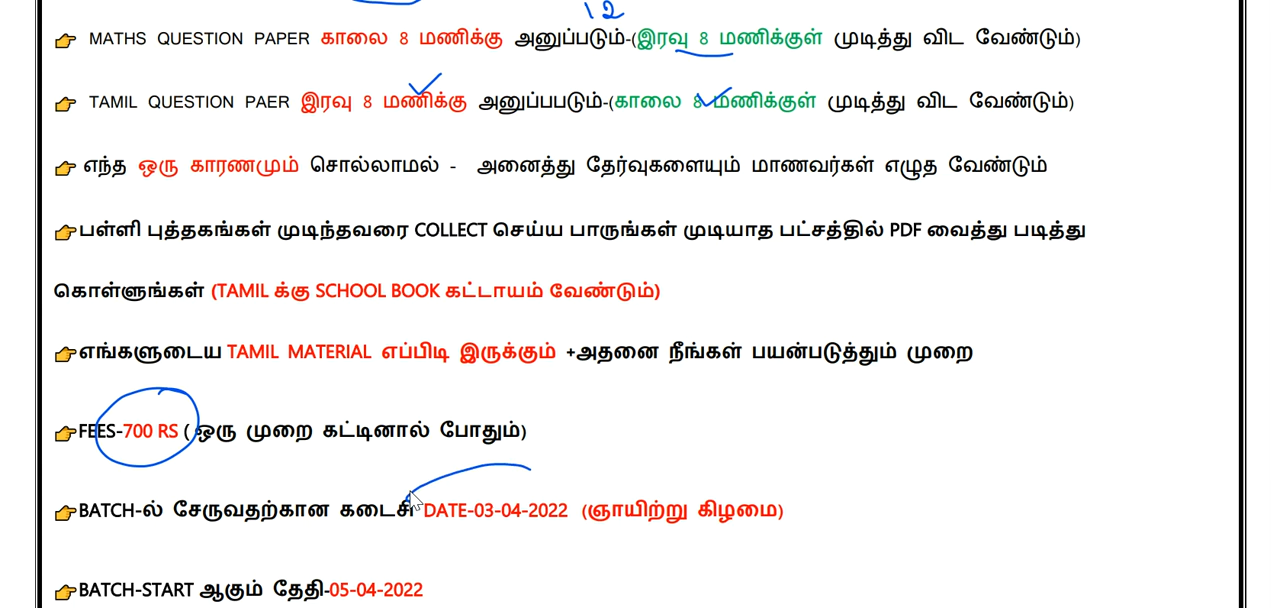 12
👉 MATHS QUESTION PAPER காலை 8 மணிக்கு அனுப்படும்-(இரவு 8 மணிக்குள் முடித்து விட வேண்டும்)
👉 TAMIL QUESTION PAER இரவு 8 மணிக்கு அனுப்பபடும்-(காலை 8 மணிக்குள் முடித்து விட வேண்டும்)
👉 எந்த ஒரு காரணமும் சொல்லாமல் - அனைத்து தேர்வுகளையும் மாணவர்கள் எழுத வேண்டும்
👉பள்ளி புத்தகங்கள் முடிந்தவரை COLLECT செய்ய பாருங்கள் முடியாத பட்சத்தில் PDF வைத்து படித்து
கொள்ளுங்கள் (TAMIL க்கு SCHOOL BOOK கட்டாயம் வேண்டும்)
👉எங்களுடைய TAMIL MATERIAL எப்பிடி இருக்கும் +அதனை நீங்கள் பயன்படுத்தும் முறை
👉FEES-700 RS ( ஒரு முறை கட்டினால் போதும்)
👉BATCH-ல் சேருவதற்கான கடைசி DATE-03-04-2022 (ஞாயிற்று கிழமை)
👉BATCH-START ஆகும் தேதி-05-04-2022